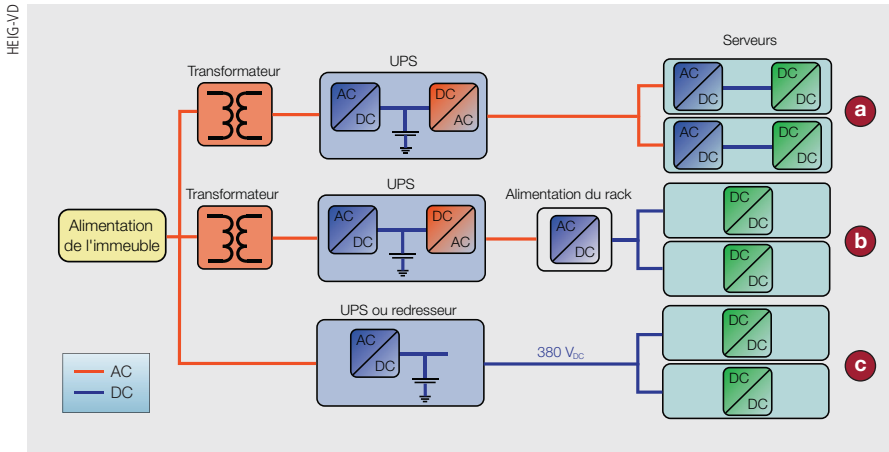 HEIG-VD
Serveurs
Transformateur
UPS
AC
DC
DC
AC
AC
DC
DC
DC
AC
DC
DC
DC
a
Transformateur
UPS
Alimentation du rack
AC
DC
DC
AC
AC
DC
DC
DC
DC
DC
b
Alimentation
de l'immeuble
UPS ou redresseur
AC
DC
380 VDC
DC
DC
DC
DC
c
AC
DC